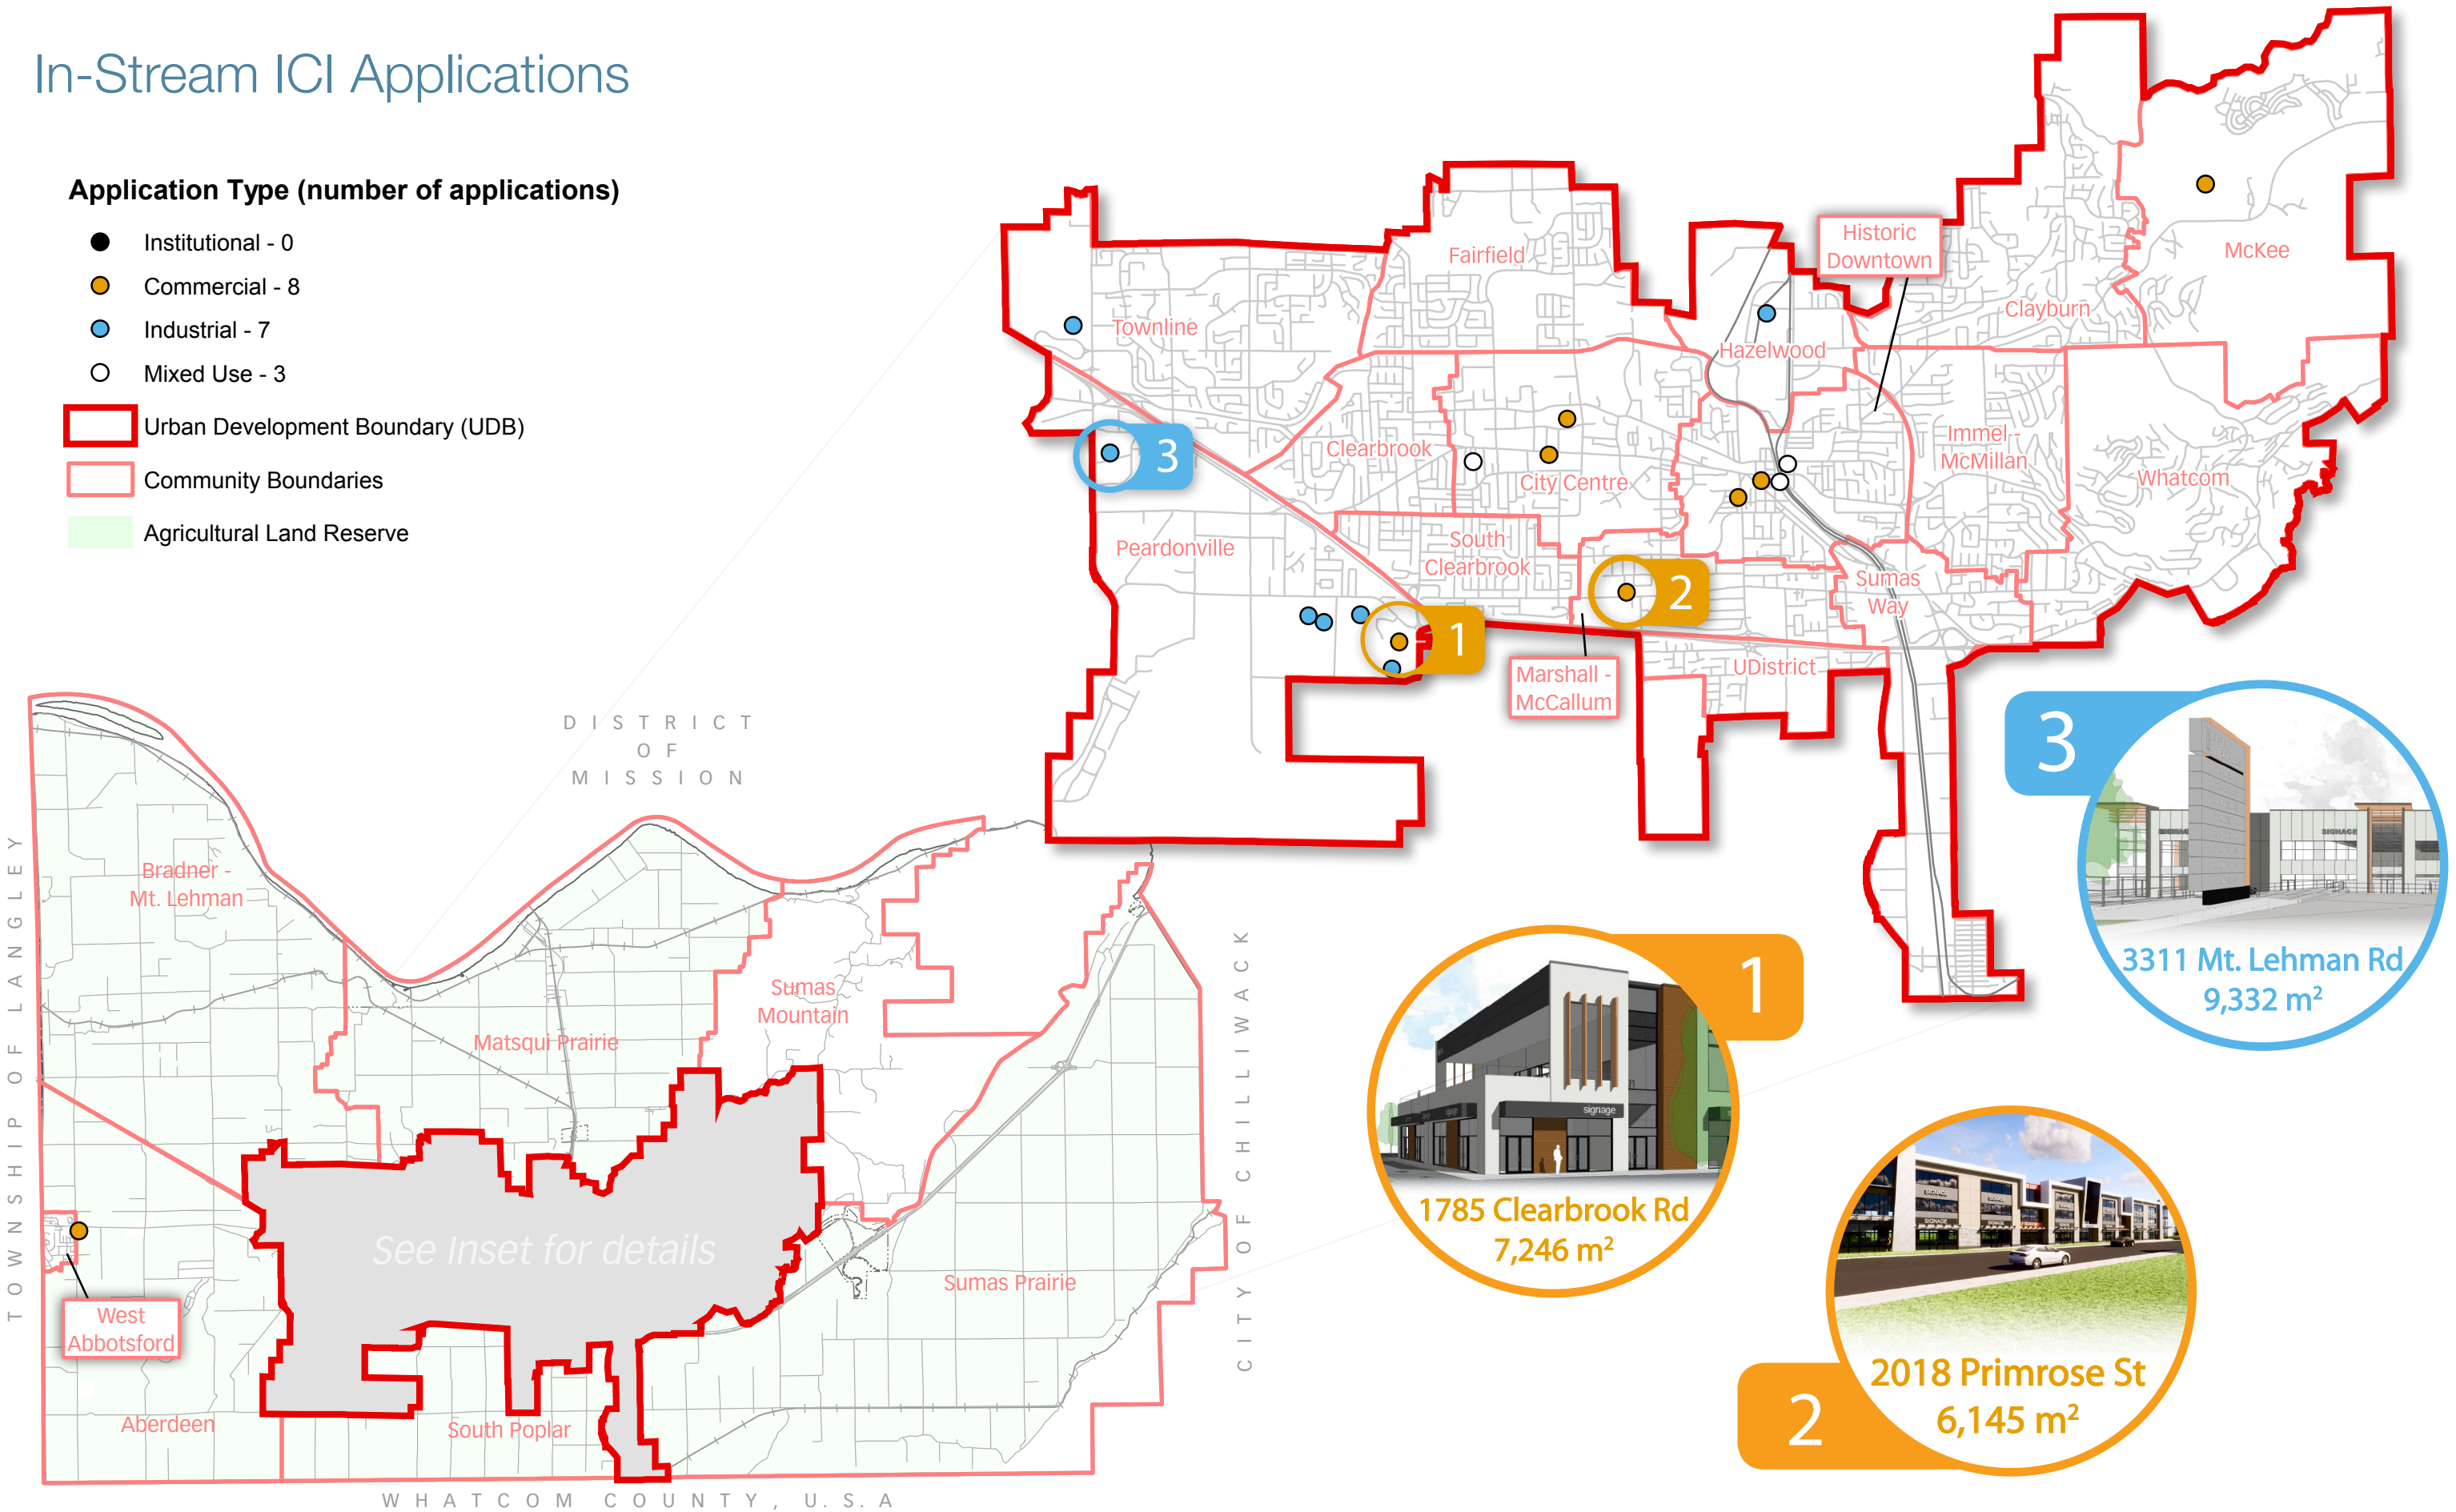 In-Stream ICI Applications
Application Type (number of applications)
Institutional - 0
Commercial - 8
Industrial - 7
Mixed Use - 3
Urban Development Boundary (UDB)
Community Boundaries
Agricultural Land Reserve
Historic
Downtown
Fairfield
McKee
Clayburn
Townline
Hazelwood
3
Clearbrook
Immel -
McMillan
City Centre
Whatcom
Peardonville
South
Clearbrook
Sumas
Way
2
1
Marshall -
McCallum
UDistrict
DISTRICT
OF
MISSION
TOWNSHIP OF LANGLEY
Bradner -
Mt. Lehman
Sumas
Mountain
Matsqui Prairie
CITY OF CHILLIWACK
See Inset for details
Sumas Prairie
West
Abbotsford
Aberdeen
South Poplar
WHATCOM COUNTY, U.S.A
3
SIGNAGE
3311 Mt. Lehman Rd
9,332 m²
1
signage
1785 Clearbrook Rd
7,246 m²
SIGNAGE
SIGNAGE
2018 Primrose St
6,145 m²
2